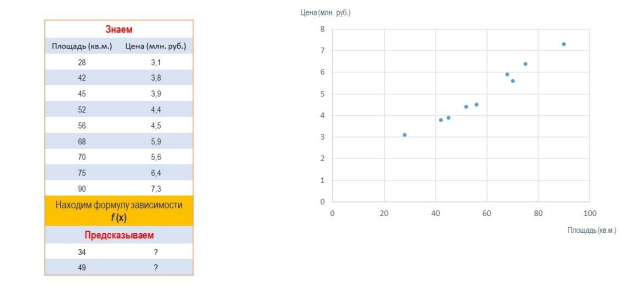 Знаем
Площадь (кв.м.) Цена (млн. руб.)
28 3,1
42 3,8
45 3,9
52 4,4
56 4,5
68 5,9
70 5,6
75 6,4
90 7,3
Находим формулу зависимости
f (x)
Предсказываем
34 ?
49 ?
Цена (млн. руб.)
8
7
6
5
4
3
2
1
0
0 20 40 60 80 100
Площадь (кв.м.)